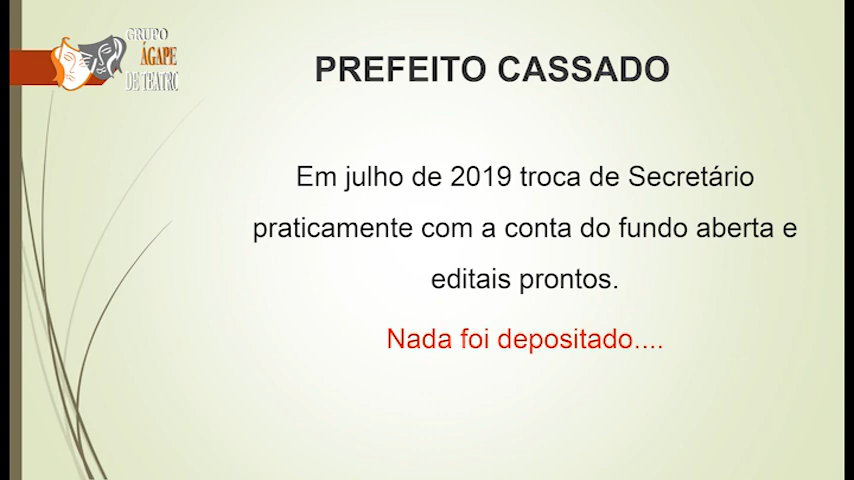 GRUPO
ÁGAPE
DE TEATRO
PREFEITO CASSADO
Em julho de 2019 troca de Secretário
praticamente com a conta do fundo aberta e
editais prontos.
Nada foi depositado....